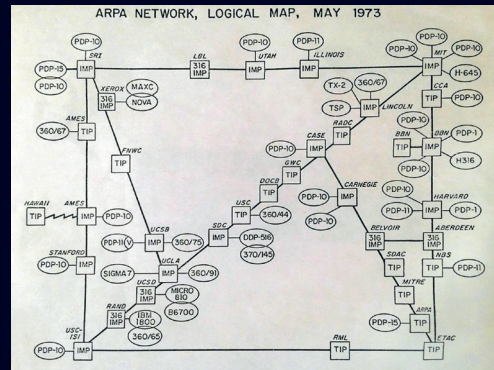 ARPA NETWORK, LOGICAL MAP, MAY 1973
PDP-10
SRI
IMP
PDP-15
PDP-10
LBL
316
IMP
PDP-10
UTAH
IMP
PDP-11
ILLINOIS
IMP
PDP-10
PDP-10
MIT
IMP
PDP-10
H-645
XEROX
316
IMP
MAXC
NOVA
TX-2
360/67
TSP
IMP
LINCOLN
CCA
TIP
PDP-10
AMES
360/67
TIP
FNWC
TIP
RADC
TIP
PDP-10
CASE
IMP
BBN
TIP
BBN
IMP
PDP-1
H316
PDP-10
GWC
TIP
DOCB
TIP
USC
TIP
360/44
PDP-10
CARNEGIE
IMP
PDP-10
PDP-10
HARVARD
IMP
PDP-11
PDP-1
HAWAII
TIP
AMES
IMP
PDP-10
UCSB
PDP11(V)
IMP
360/75
SDC
IMP
DDP-516
370/145
BELVOIR
316
IMP
ABERDEEN
316
IMP
STANFORD
PDP-10
IMP
UCLA
SIGMA7
IMP
360/91
SDAC
TIP
NBS
TIP
PDP-11
UCSD
316
IMP
MICRO
810
B6700
MITRE
TIP
RAND
316
IMP
IBM
1800
360/65
PDP-15
ARPA
TIP
USC-
ISI
PDP-10
IMP
RML
TIP
ETAC
TIP